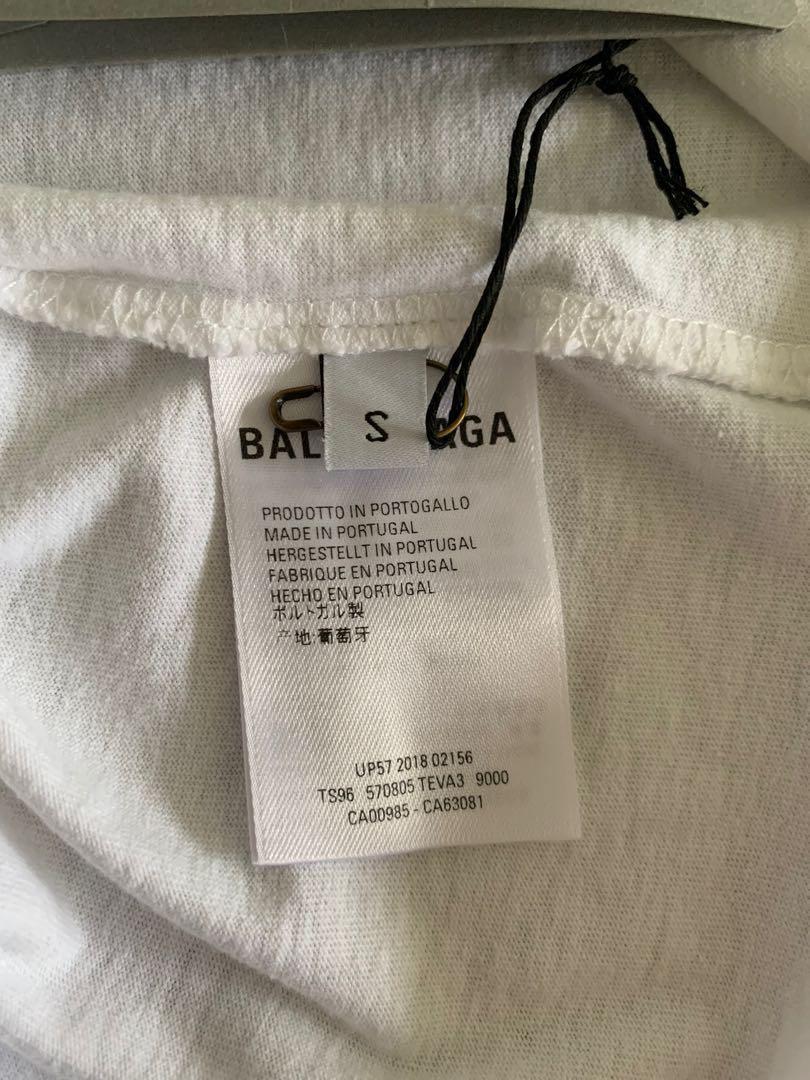 S
BAL AGA
PRODOTTO IN PORTOGALLO
MADE IN PORTUGAL
HERGESTELLT IN PORTUGAL
FABRIQUE EN PORTUGAL
HECHO EN PORTUGAL
ポルトガル製
产地:葡萄牙
UP57 2018 02156
TS96 570805 TEVA3 9000
CA00985 - CA63081